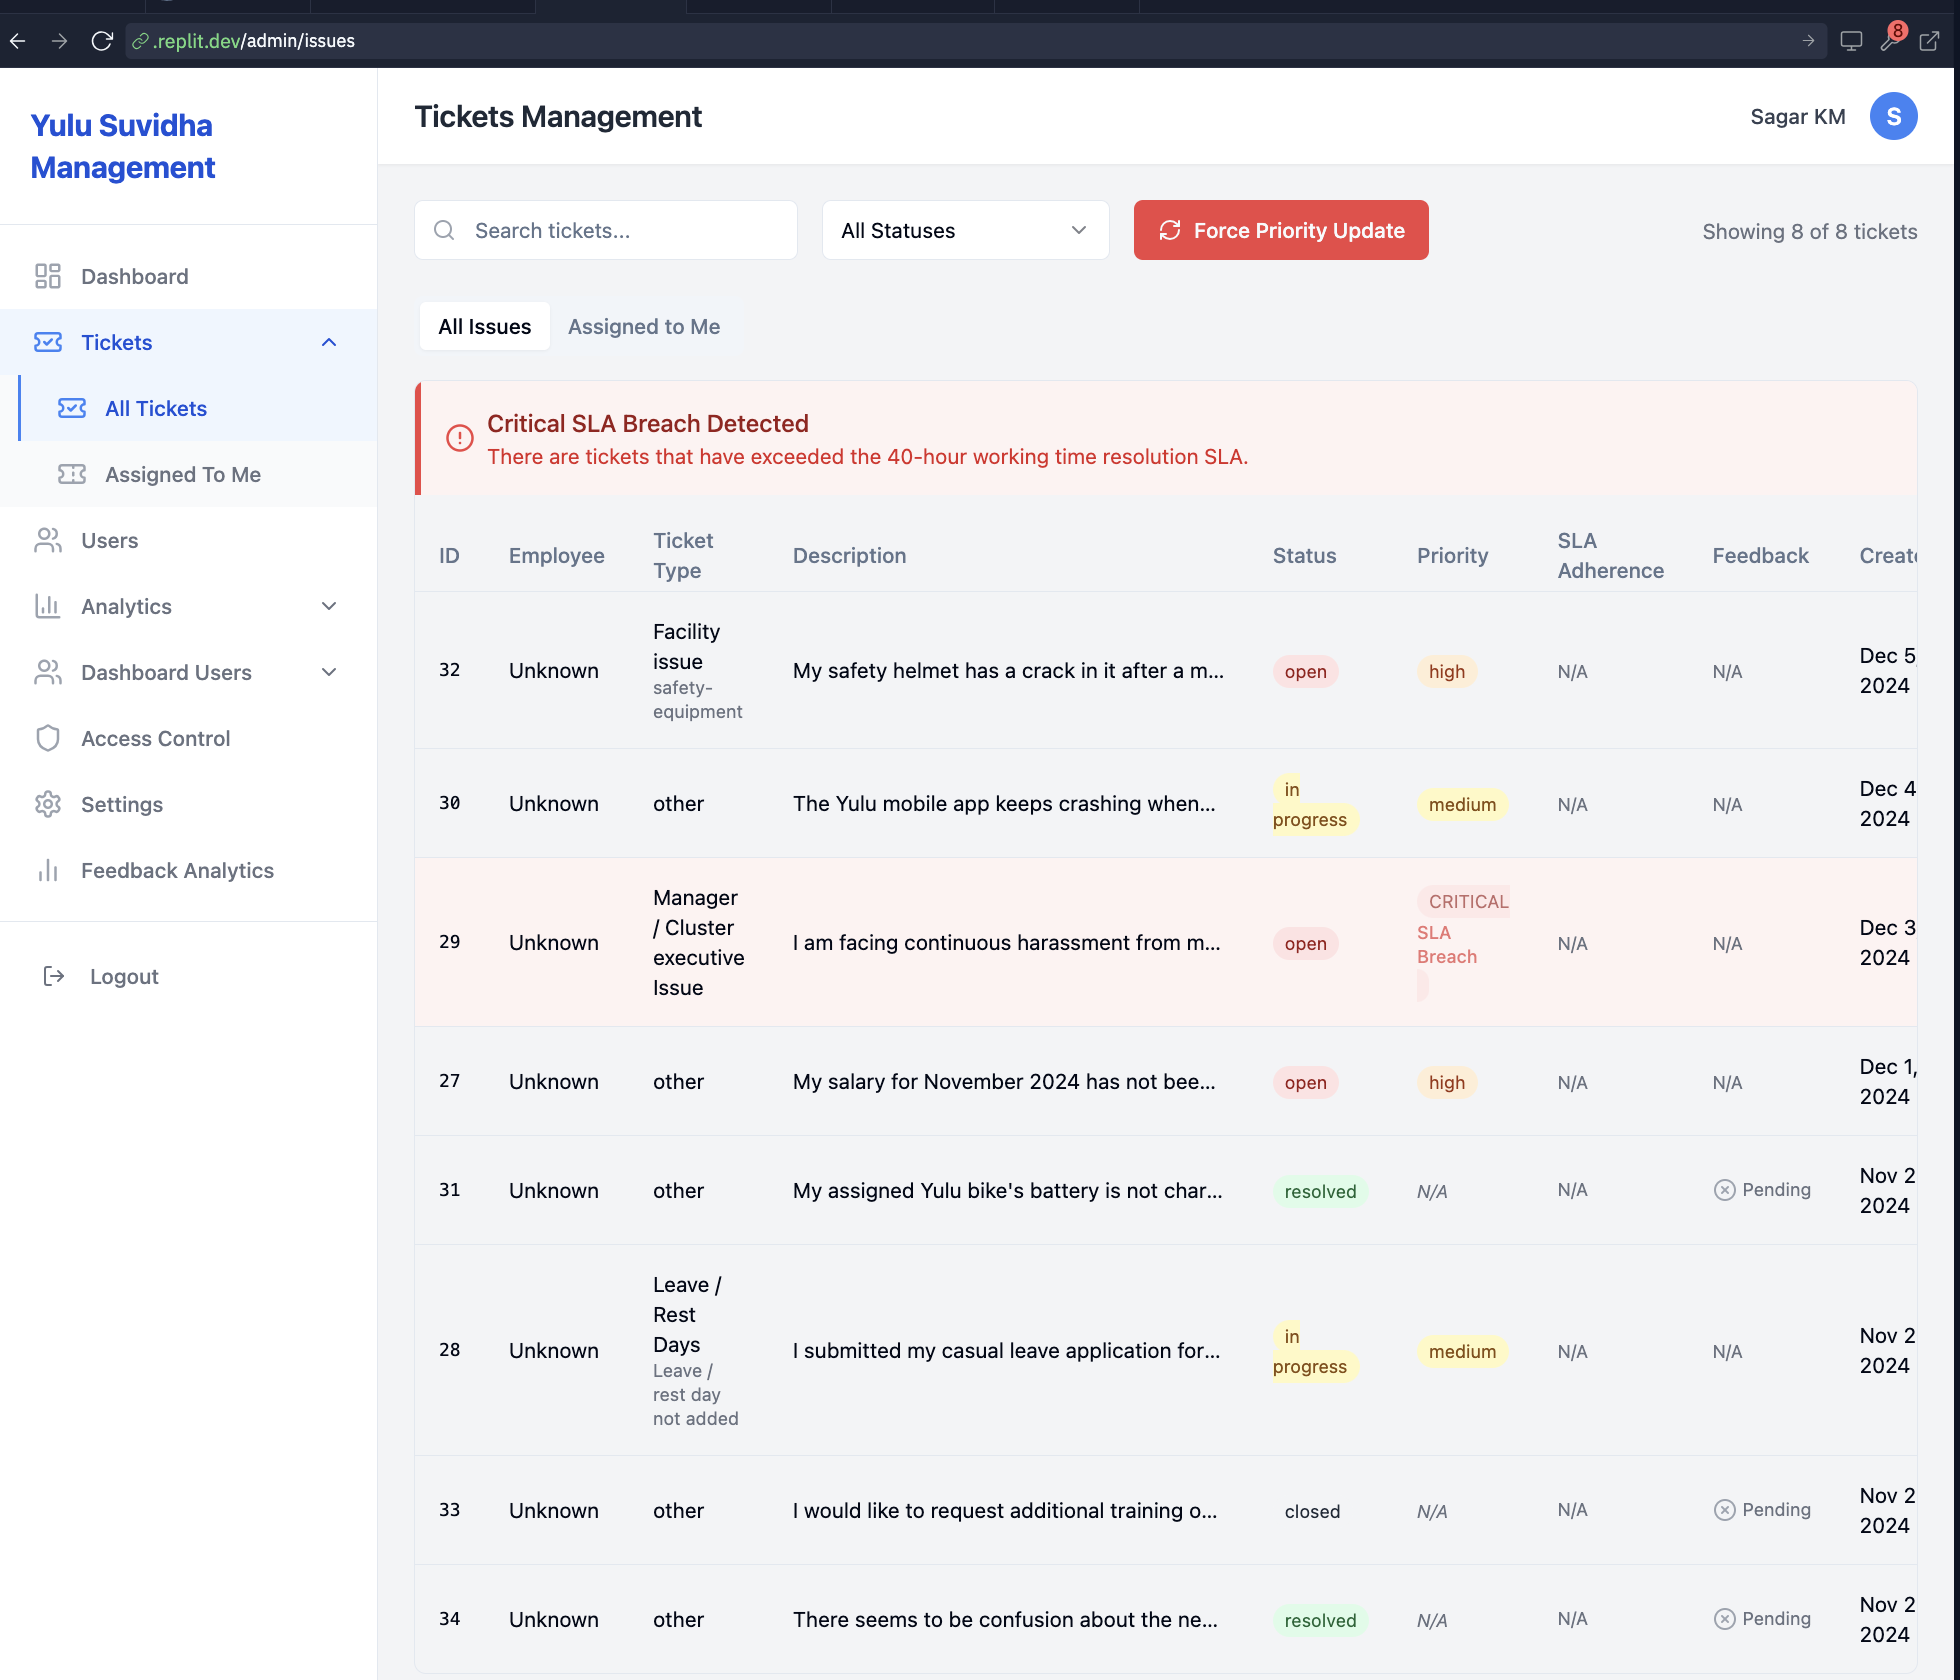 .replit.dev/admin/issues
8
Yulu Suvidha
Management
Tickets Management
Sagar KM
S
Dashboard
Tickets
All Tickets
Assigned To Me
Users
Analytics
Dashboard Users
Access Control
Settings
Feedback Analytics
Logout
Search tickets...
All Statuses
Force Priority Update
Showing 8 of 8 tickets
All Issues
Assigned to Me
Critical SLA Breach Detected
There are tickets that have exceeded the 40-hour working time resolution SLA.
ID
Employee
Ticket
Type
Description
Status
Priority
SLA
Adherence
Feedback
Create
32
Unknown
Facility
issue
safety-
equipment
My safety helmet has a crack in it after a m...
open
high
N/A
N/A
Dec 5,
2024
30
Unknown
other
The Yulu mobile app keeps crashing when...
in
progress
medium
N/A
N/A
Dec 4
2024
29
Unknown
Manager
/ Cluster
executive
Issue
I am facing continuous harassment from m...
open
CRITICAL
SLA
Breach
N/A
N/A
Dec 3
2024
27
Unknown
other
My salary for November 2024 has not bee...
open
high
N/A
N/A
Dec 1,
2024
31
Unknown
other
My assigned Yulu bike's battery is not char...
resolved
N/A
N/A
Pending
Nov 2
2024
28
Unknown
Leave /
Rest
Days
Leave /
rest day
not added
I submitted my casual leave application for...
in
progress
medium
N/A
N/A
Nov 2
2024
33
Unknown
other
I would like to request additional training o...
closed
N/A
N/A
Pending
Nov 2
2024
34
Unknown
other
There seems to be confusion about the ne...
resolved
N/A
N/A
Pending
Nov 2
2024